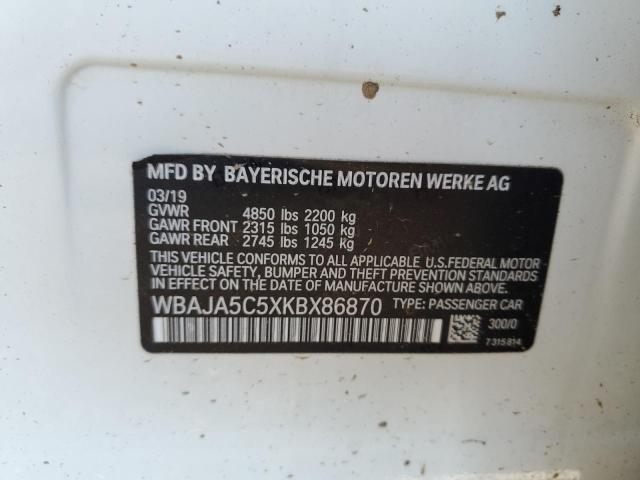 MFD BY BAYERISCHE MOTOREN WERKE AG
03/19
GVWR 4850 lbs 2200 kg
GAWR FRONT 2315 lbs 1050 kg
GAWR REAR 2745 lbs 1245 kg
THIS VEHICLE CONFORMS TO ALL APPLICABLE U.S.FEDERAL MOTOR
VEHICLE SAFETY, BUMPER AND THEFT PREVENTION STANDARDS
IN EFFECT ON THE DATE OF MANUFACTURE SHOWN ABOVE.
WBAJA5C5XKBX86870 TYPE: PASSENGER CAR
300/0
7315814